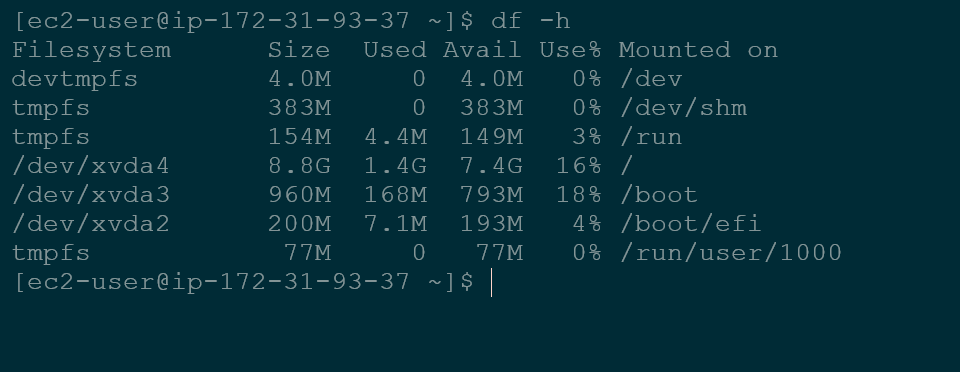 [ec2-user@ip-172-31-93-37 ~]$ df -h
Filesystem      Size  Used Avail Use% Mounted on
devtmpfs        4.0M     0  4.0M   0% /dev
tmpfs           383M     0  383M   0% /dev/shm
tmpfs           154M  4.4M  149M   3% /run
/dev/xvda4      8.8G  1.4G  7.4G  16% /
/dev/xvda3      960M  168M  793M  18% /boot
/dev/xvda2      200M  7.1M  193M   4% /boot/efi
tmpfs            77M     0   77M   0% /run/user/1000
[ec2-user@ip-172-31-93-37 ~]$